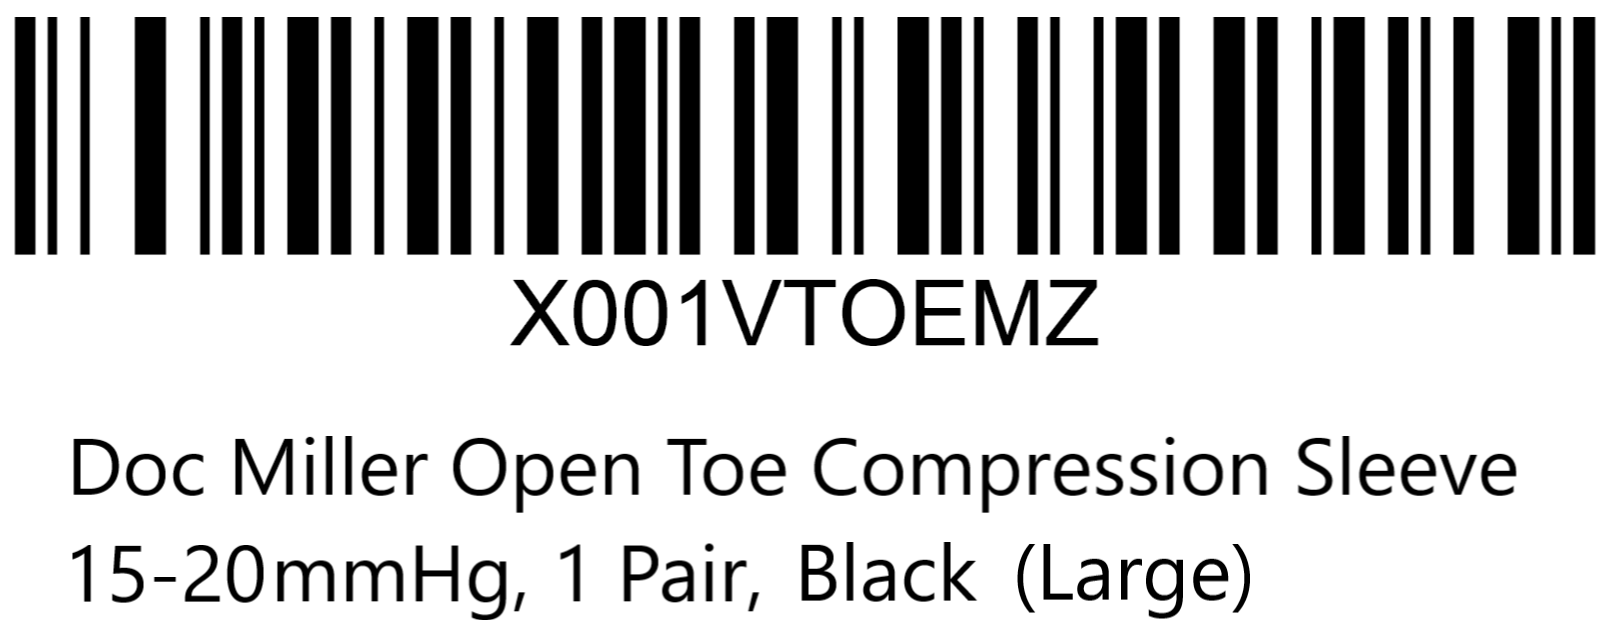 X001VTOEMZ
Doc Miller Open Toe Compression Sleeve
15-20mmHg, 1 Pair, Black (Large)